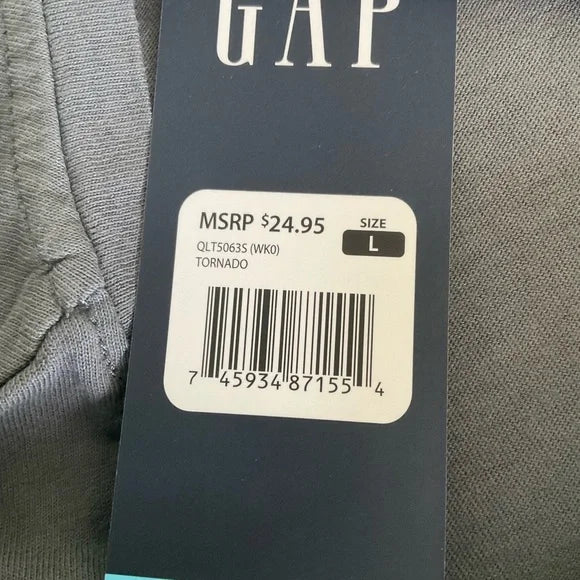 GAP
MSRP $24.95
SIZE
L
QLT5063S (WK0)
TORNADO
7 45934 87155 4